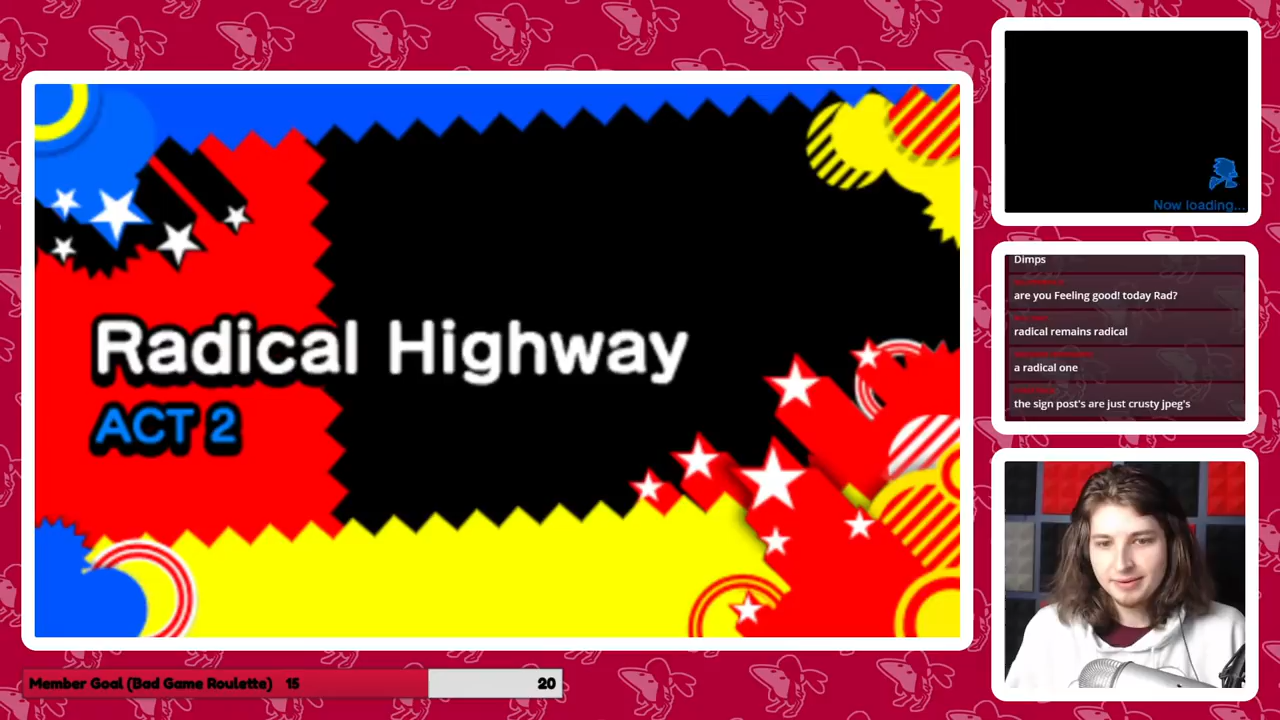 Radical Highway
ACT 2
Now loading...
Dimps
are you Feeling good! today Rad?
radical remains radical
a radical one
the sign post's are just crusty jpeg's
Member Goal (Bad Game Roulette) 15
20